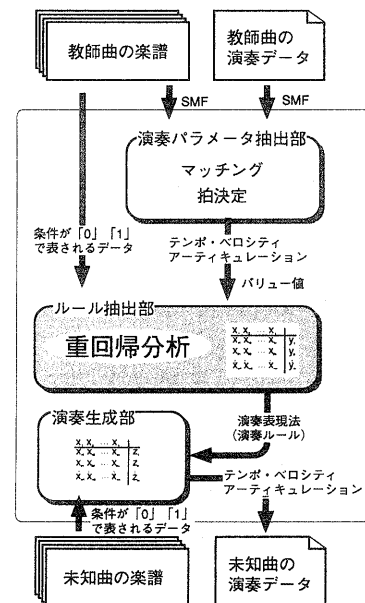 教師曲の楽譜
教師曲の
演奏データ
SMF
SMF
演奏パラメータ抽出部
マッチング
拍決定
条件が「0」「1」
で表されるデータ
テンポ・ベロシティ
アーティキュレーション
バリュー値
ルール抽出部
重回帰分析
演奏表現法
(演奏ルール)
演奏生成部
テンポ・ベロシティ
アーティキュレーション
条件が「0」「1」
で表されるデータ
未知曲の楽譜
未知曲の
演奏データ